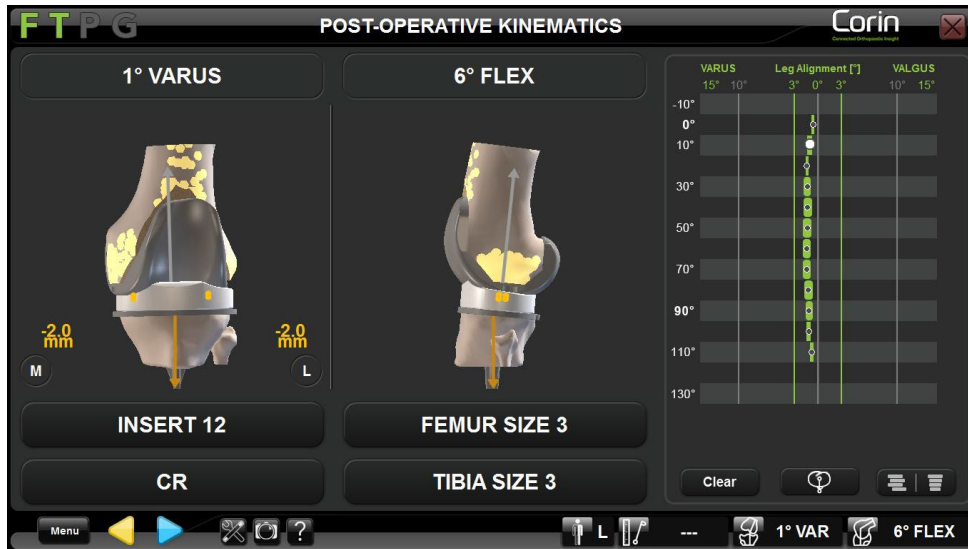 F T P G
POST-OPERATIVE KINEMATICS
Corin
Connected Orthopaedic Insight
1° VARUS
6° FLEX
VARUS Leg Alignment [°] VALGUS
15° 10° 3° 0° 3° 10° 15°
-10°
0°
10°
30°
50°
70°
90°
110°
130°
-2.0 mm
-2.0 mm
M
L
INSERT 12
FEMUR SIZE 3
CR
TIBIA SIZE 3
Clear
Menu
?
L
---
1° VAR
6° FLEX